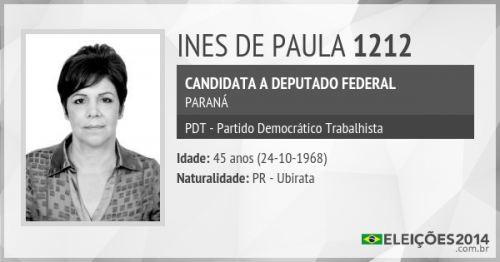 INES DE PAULA 1212
CANDIDATA A DEPUTADO FEDERAL
PARANÁ
PDT - Partido Democrático Trabalhista
Idade: 45 anos (24-10-1968)
Naturalidade: PR - Ubirata
ELEIÇÕES2014
.com.br